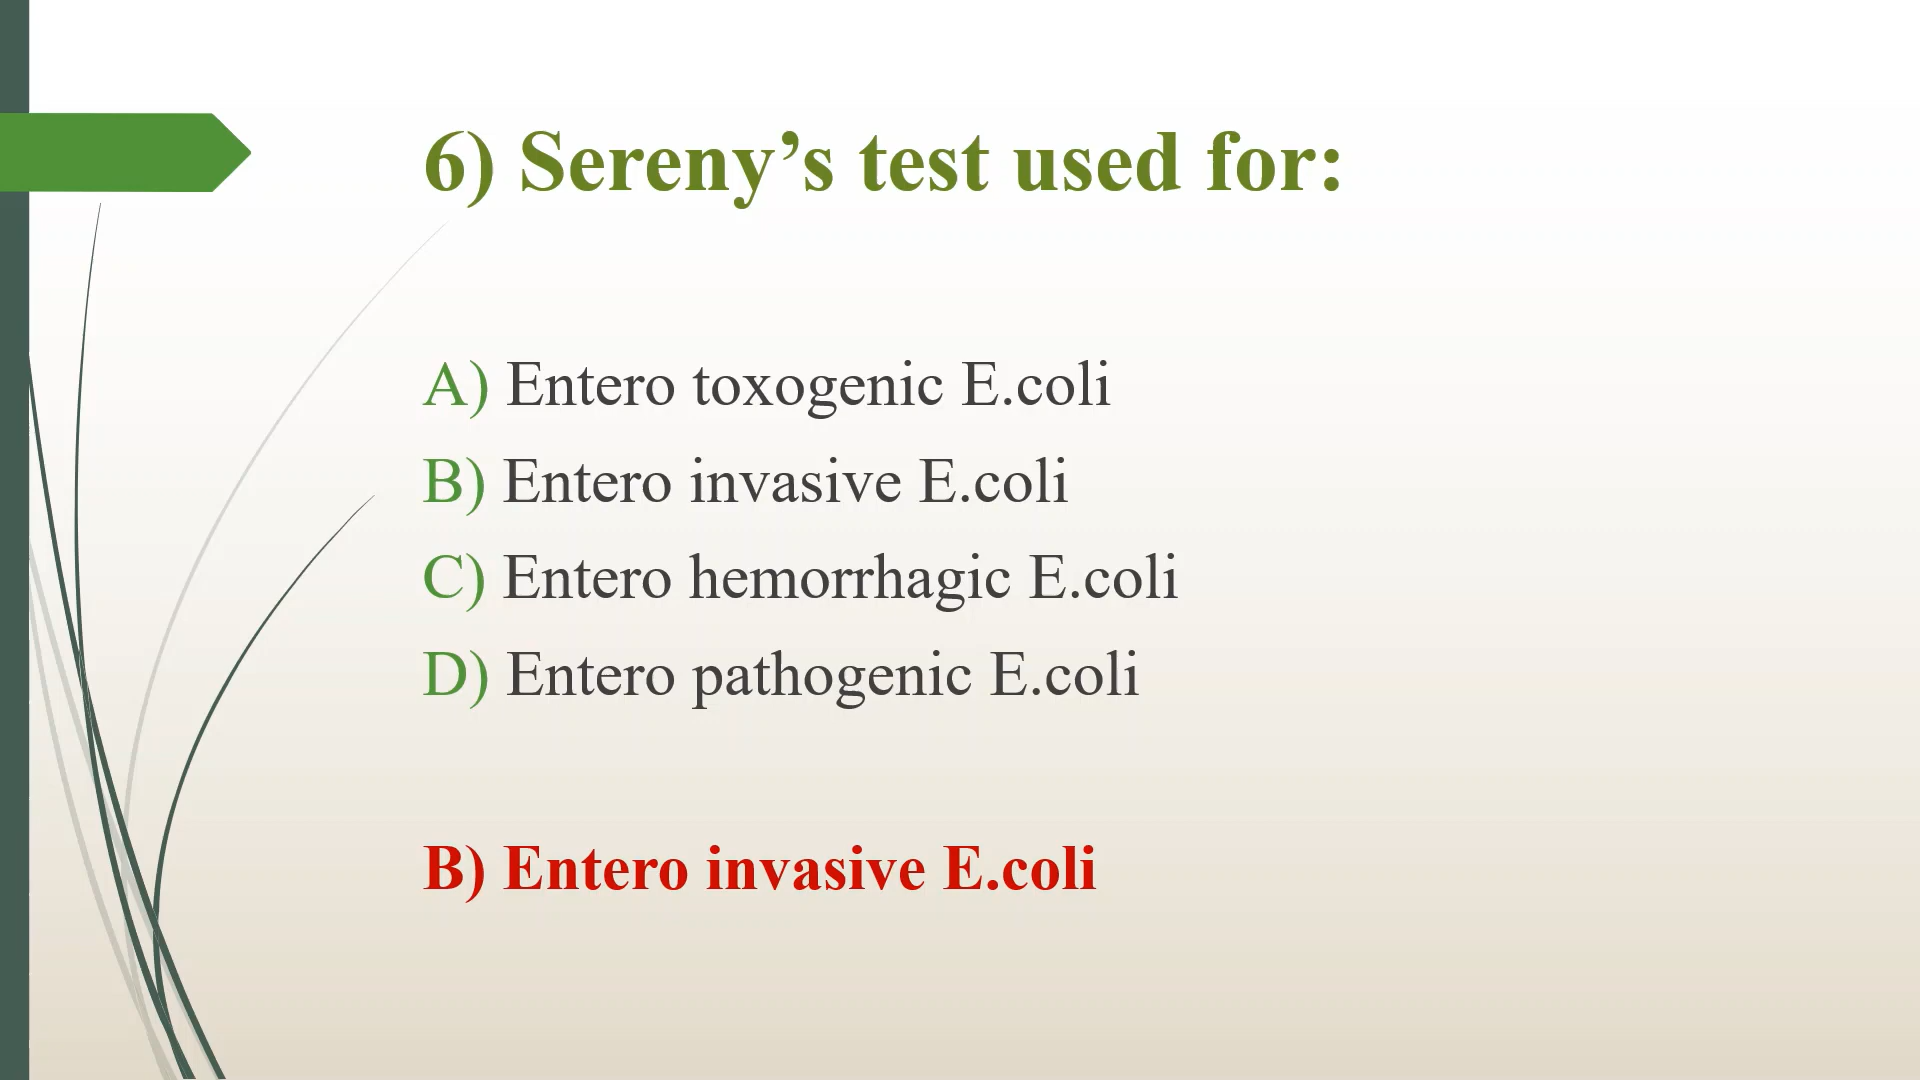 6) Sereny’s test used for:
A) Entero toxogenic E.coli
B) Entero invasive E.coli
C) Entero hemorrhagic E.coli
D) Entero pathogenic E.coli
B) Entero invasive E.coli